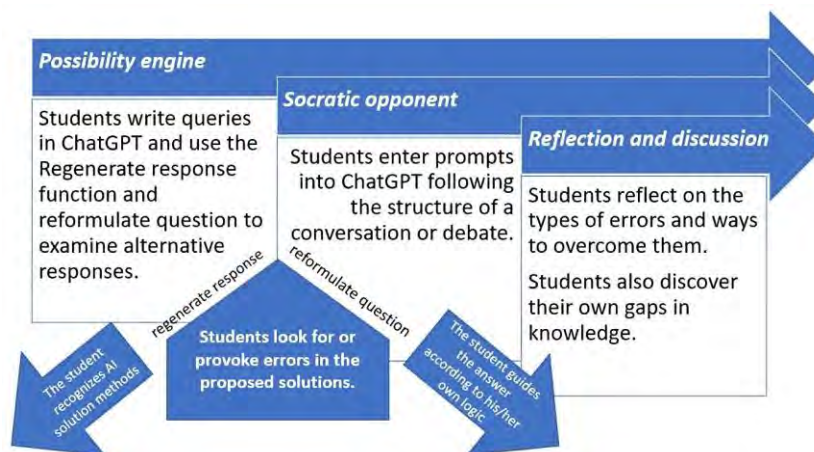 Possibility engine
Students write queries
in ChatGPT and use the
Regenerate response
function and
reformulate question to
examine alternative
responses.
Socratic opponent
Students enter prompts
into ChatGPT following
the structure of a
conversation or debate.
Reflection and discussion
Students reflect on the
types of errors and ways
to overcome them.
Students also discover
their own gaps in
knowledge.
regenerate response
reformulate question
Students look for or
provoke errors in the
proposed solutions.
The student
recognizes AI
solution methods
The student guides
the answer
according to his/her
own logic